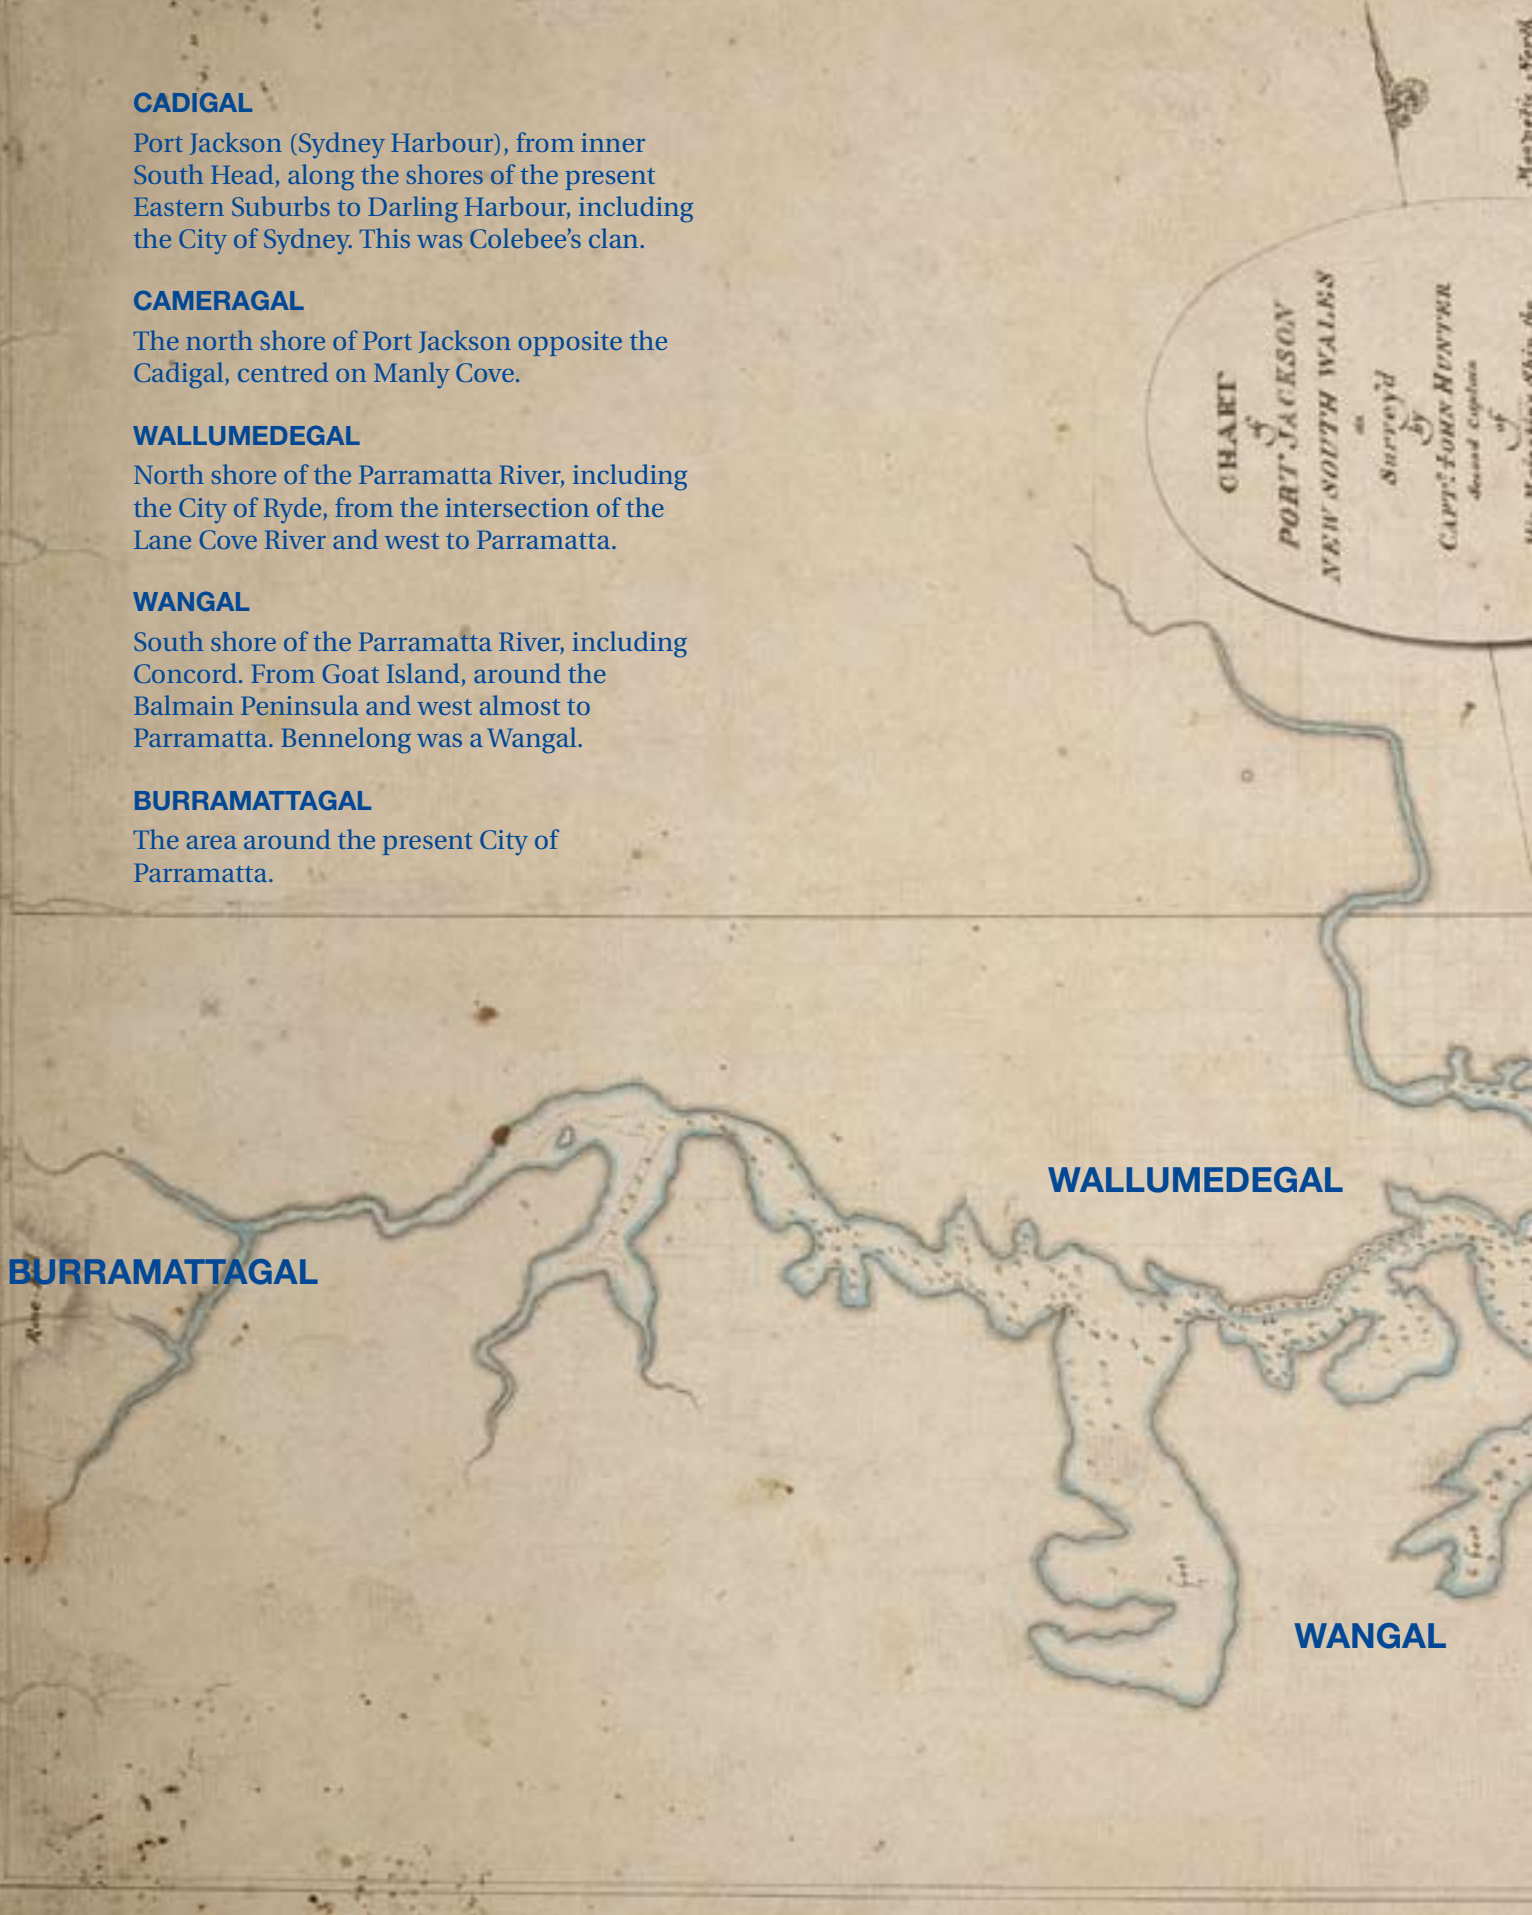 CADIGAL
Port Jackson (Sydney Harbour), from inner
South Head, along the shores of the present
Eastern Suburbs to Darling Harbour, including
the City of Sydney. This was Colebee’s clan.
CAMERAGAL
The north shore of Port Jackson opposite the
Cadigal, centred on Manly Cove.
WALLUMEDEGAL
North shore of the Parramatta River, including
the City of Ryde, from the intersection of the
Lane Cove River and west to Parramatta.
WANGAL
South shore of the Parramatta River, including
Concord. From Goat Island, around the
Balmain Peninsula and west almost to
Parramatta. Bennelong was a Wangal.
BURRAMATTAGAL
The area around the present City of
Parramatta.
CHART
of
PORT JACKSON
NEW SOUTH WALES
as
Survey'd
by
CAPT. JOHN HUNTER
Second Captain
of
WALLUMEDEGAL
BURRAMATTAGAL
WANGAL